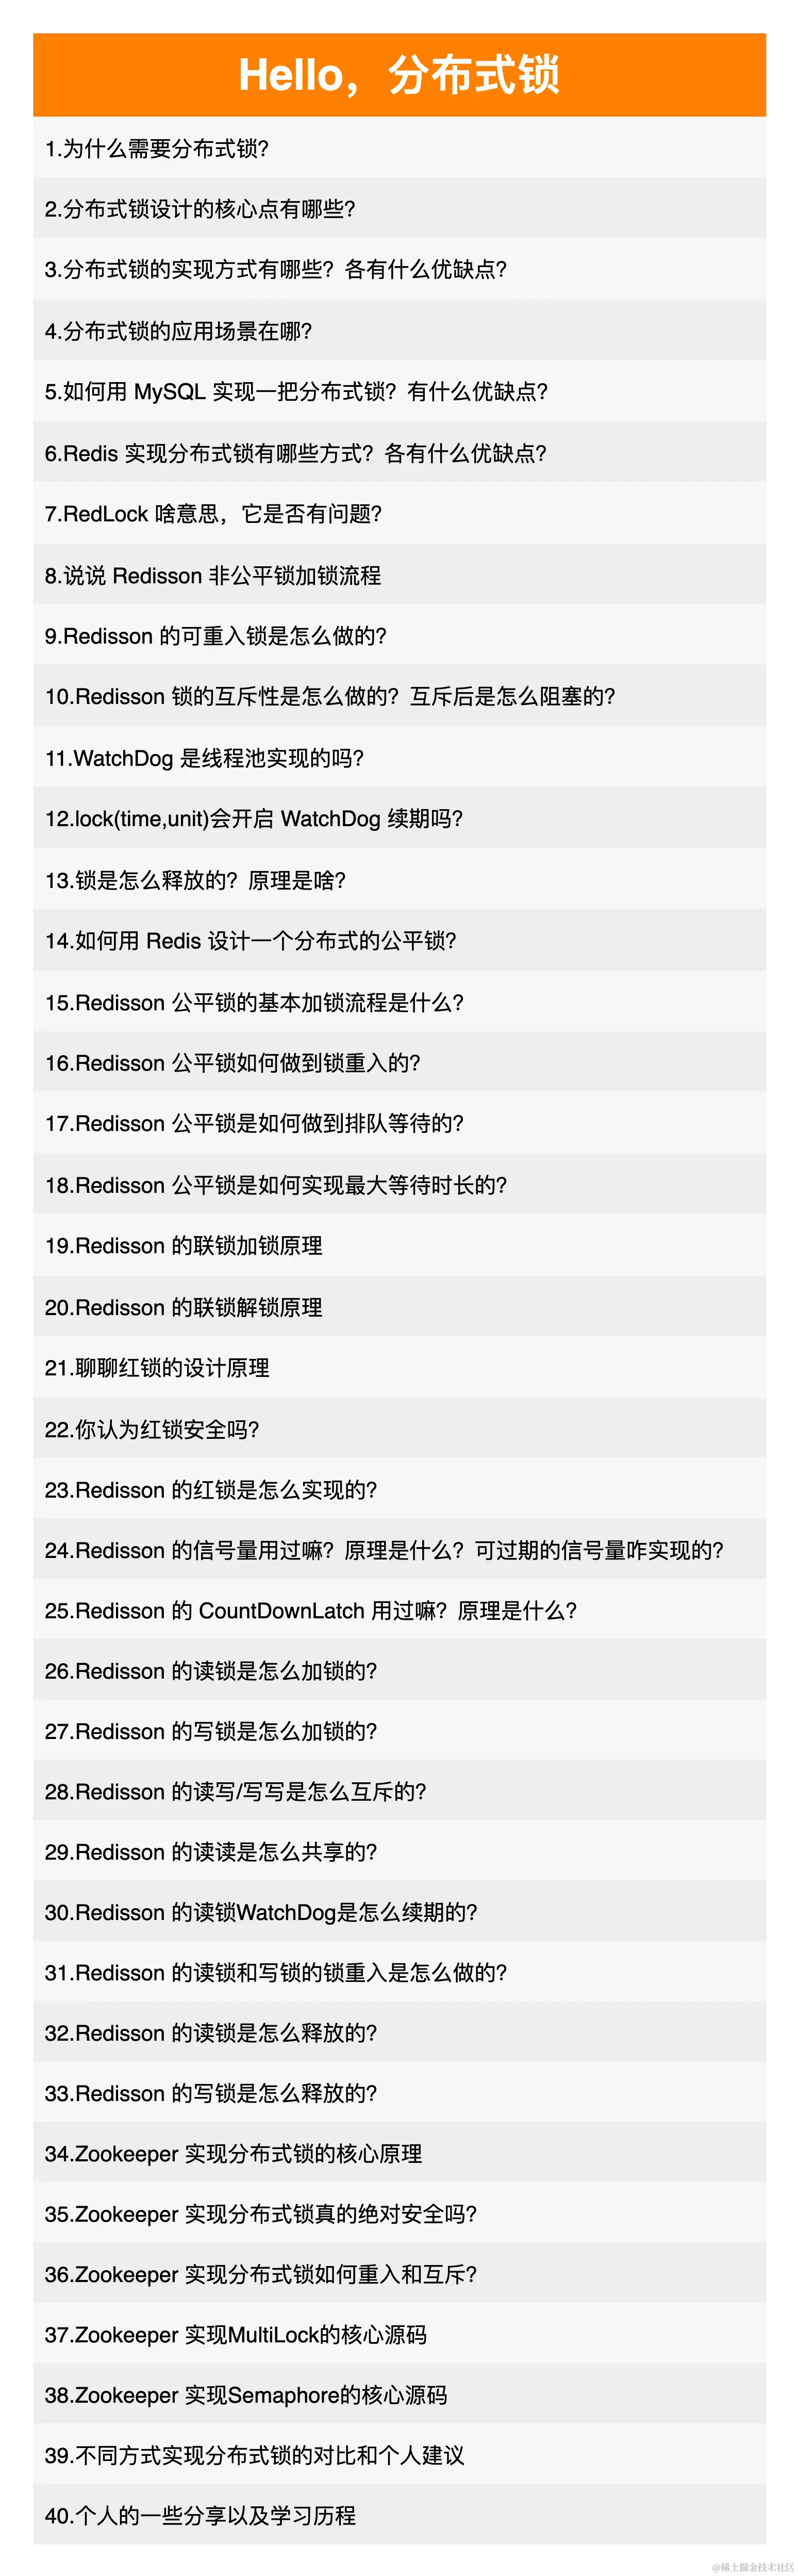 Hello，分布式锁
1.为什么需要分布式锁？
2.分布式锁设计的核心点有哪些？
3.分布式锁的实现方式有哪些？各有什么优缺点？
4.分布式锁的应用场景在哪？
5.如何用 MySQL 实现一把分布式锁？有什么优缺点？
6.Redis 实现分布式锁有哪些方式？各有什么优缺点？
7.RedLock 啥意思，它是否有问题？
8.说说 Redisson 非公平锁加锁流程
9.Redisson 的可重入锁是怎么做的？
10.Redisson 锁的互斥性是怎么做的？互斥后是怎么阻塞的？
11.WatchDog 是线程池实现的吗？
12.lock(time,unit)会开启 WatchDog 续期吗？
13.锁是怎么释放的？原理是啥？
14.如何用 Redis 设计一个分布式的公平锁？
15.Redisson 公平锁的基本加锁流程是什么？
16.Redisson 公平锁如何做到锁重入的？
17.Redisson 公平锁是如何做到排队等待的？
18.Redisson 公平锁是如何实现最大等待时长的？
19.Redisson 的联锁加锁原理
20.Redisson 的联锁解锁原理
21.聊聊红锁的设计原理
22.你认为红锁安全吗？
23.Redisson 的红锁是怎么实现的？
24.Redisson 的信号量用过嘛？原理是什么？可过期的信号量咋实现的？
25.Redisson 的 CountDownLatch 用过嘛？原理是什么？
26.Redisson 的读锁是怎么加锁的？
27.Redisson 的写锁是怎么加锁的？
28.Redisson 的读写/写写是怎么互斥的？
29.Redisson 的读读是怎么共享的？
30.Redisson 的读锁WatchDog是怎么续期的？
31.Redisson 的读锁和写锁的锁重入是怎么做的？
32.Redisson 的读锁是怎么释放的？
33.Redisson 的写锁是怎么释放的？
34.Zookeeper 实现分布式锁的核心原理
35.Zookeeper 实现分布式锁真的绝对安全吗？
36.Zookeeper 实现分布式锁如何重入和互斥？
37.Zookeeper 实现MultiLock的核心源码
38.Zookeeper 实现Semaphore的核心源码
39.不同方式实现分布式锁的对比和个人建议
40.个人的一些分享以及学习历程
@稀土掘金技术社区